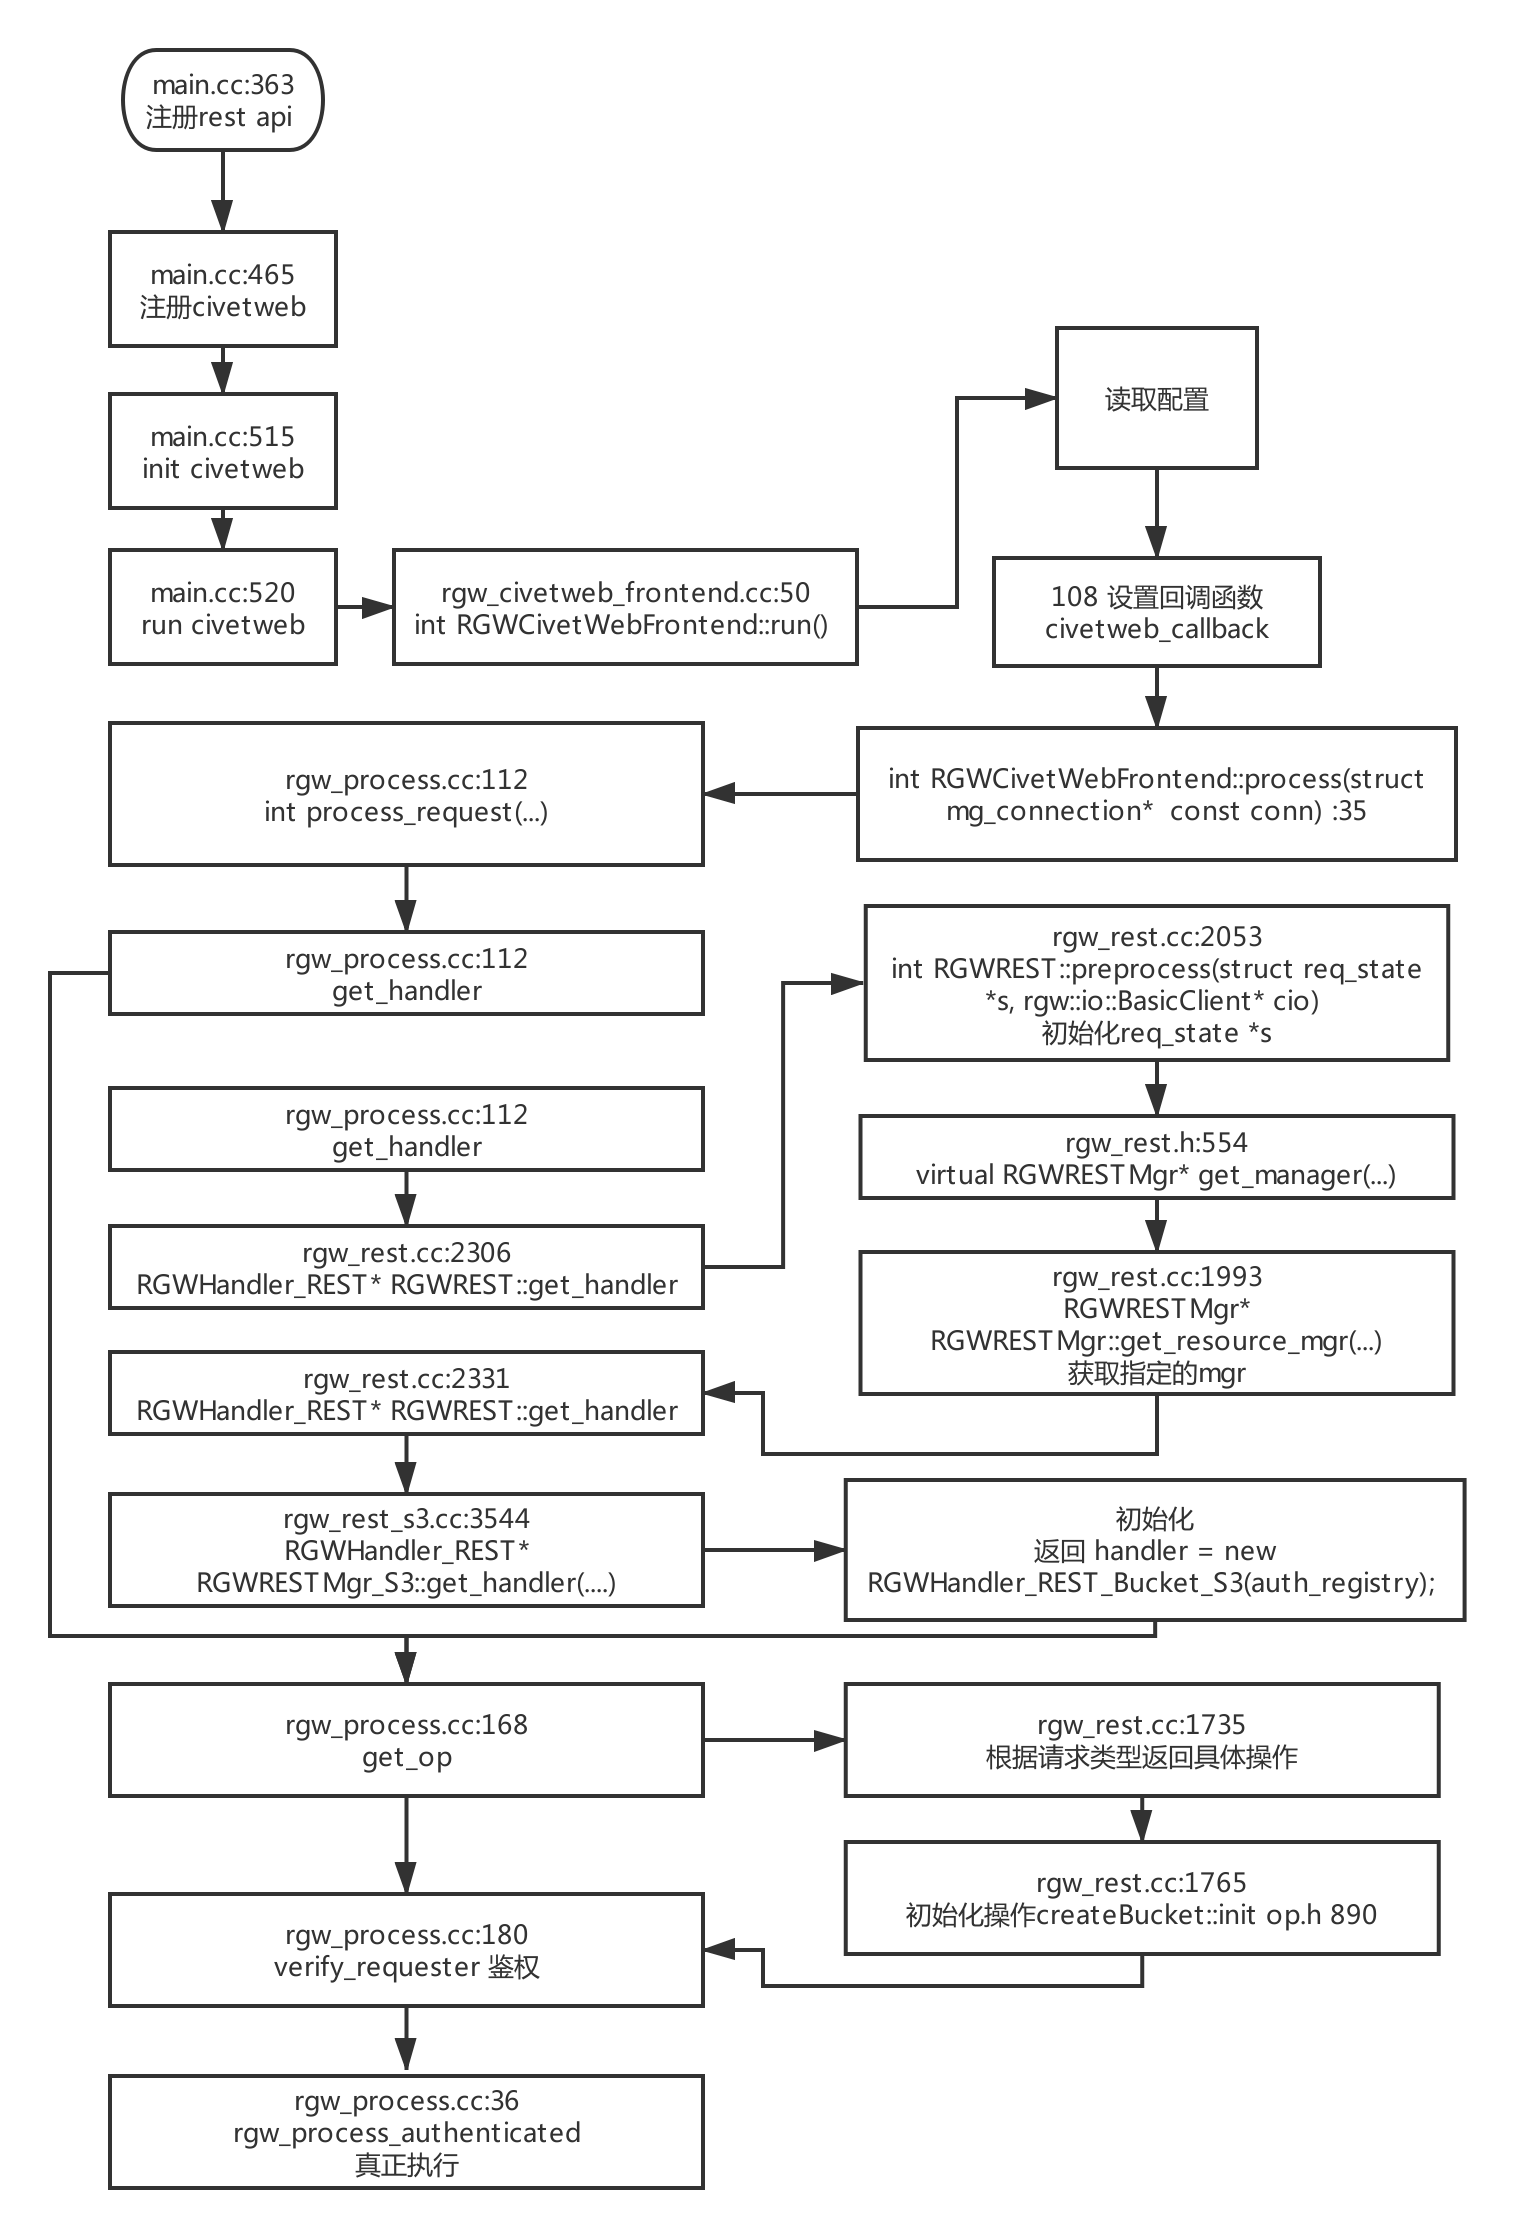 main.cc:363
注册rest api
main.cc:465
注册civetweb
main.cc:515
init civetweb
main.cc:520
run civetweb
rgw_civetweb_frontend.cc:50
int RGWCivetWebFrontend::run()
读取配置
108 设置回调函数
civetweb_callback
int RGWCivetWebFrontend::process(struct
mg_connection*  const conn) :35
rgw_process.cc:112
int process_request(...)
rgw_process.cc:112
get_handler
rgw_process.cc:112
get_handler
rgw_rest.cc:2306
RGWHandler_REST* RGWREST::get_handler
rgw_rest.cc:2053
int RGWREST::preprocess(struct req_state
*s, rgw::io::BasicClient* cio)
初始化req_state *s
rgw_rest.h:554
virtual RGWRESTMgr* get_manager(...)
rgw_rest.cc:1993
RGWRESTMgr*
RGWRESTMgr::get_resource_mgr(...)
获取指定的mgr
rgw_rest.cc:2331
RGWHandler_REST* RGWREST::get_handler
rgw_rest_s3.cc:3544
RGWHandler_REST*
RGWRESTMgr_S3::get_handler(....)
初始化
返回 handler = new
RGWHandler_REST_Bucket_S3(auth_registry);
rgw_process.cc:168
get_op
rgw_rest.cc:1735
根据请求类型返回具体操作
rgw_rest.cc:1765
初始化操作createBucket::init op.h 890
rgw_process.cc:180
verify_requester 鉴权
rgw_process.cc:36
rgw_process_authenticated
真正执行